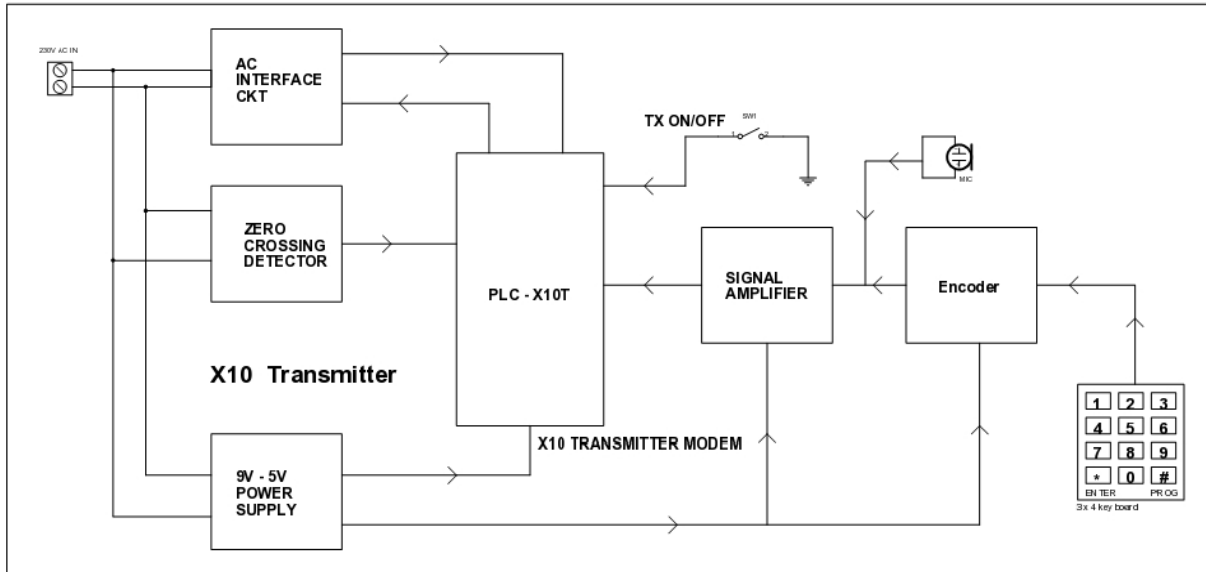 230V AC IN
AC
INTERFACE
CKT
TX ON/OFF
SW1
1 2
MIC
ZERO
CROSSING
DETECTOR
PLC - X10T
SIGNAL
AMPLIFIER
Encoder
X10 Transmitter
X10 TRANSMITTER MODEM
9V - 5V
POWER
SUPPLY
1 2 3
4 5 6
7 8 9
* 0 #
ENTER PROG
3x 4 key board